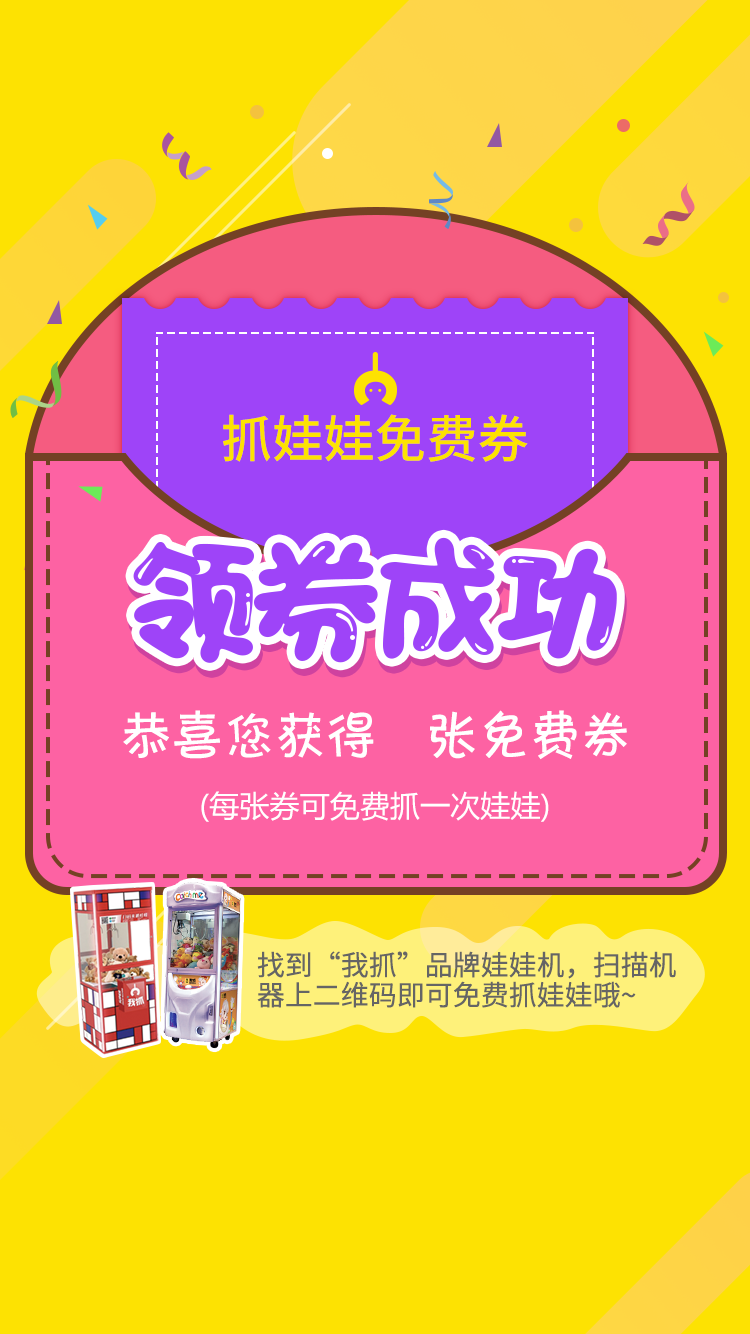 抓娃娃免费券
领券成功
恭喜您获得 张免费券
(每张券可免费抓一次娃娃)
找到“我抓”品牌娃娃机，扫描机
器上二维码即可免费抓娃娃哦~
我抓